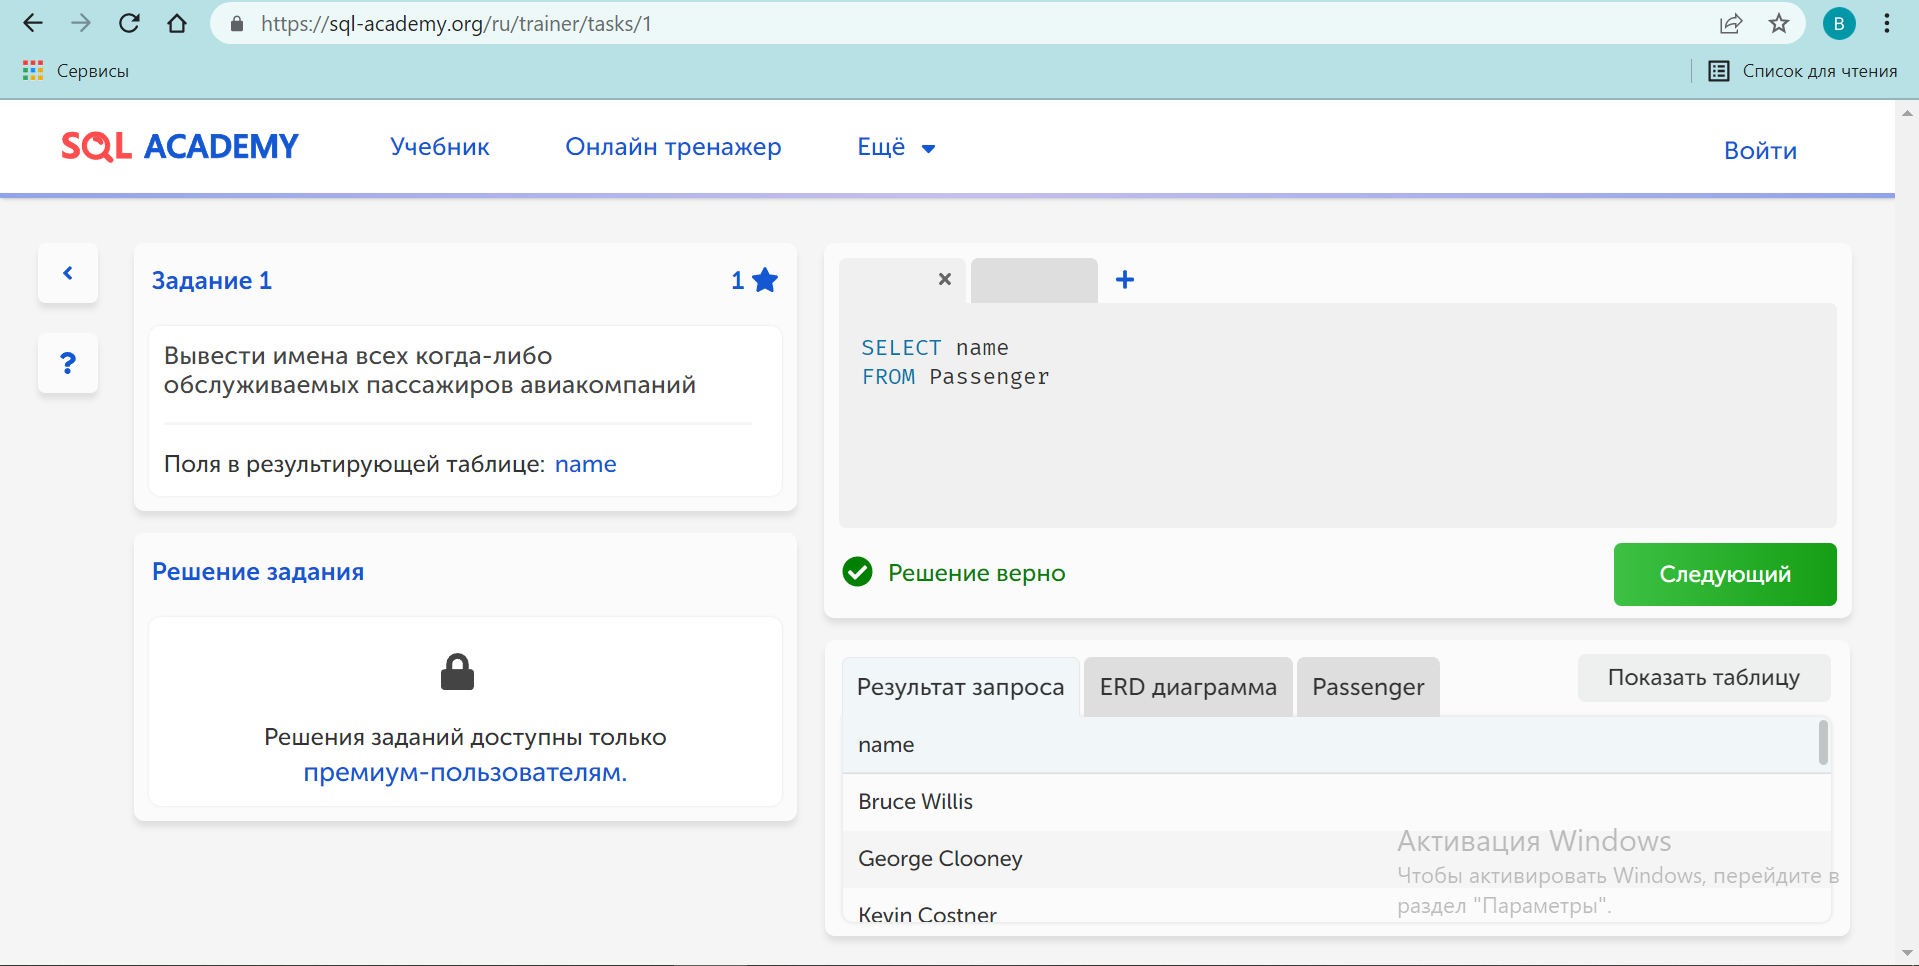 https://sql-academy.org/ru/trainer/tasks/1
B
Сервисы
Список для чтения
SQL ACADEMY
Учебник
Онлайн тренажер
Ещё
Войти
Задание 1
1
Вывести имена всех когда-либо
обслуживаемых пассажиров авиакомпаний
Поля в результирующей таблице: name
Решение задания
Решения заданий доступны только
премиум-пользователям.
SELECT name
FROM Passenger
Решение верно
Следующий
Результат запроса
ERD диаграмма
Passenger
Показать таблицу
name
Bruce Willis
George Clooney
Kevin Costner
Активация Windows
Чтобы активировать Windows, перейдите в
раздел "Параметры".